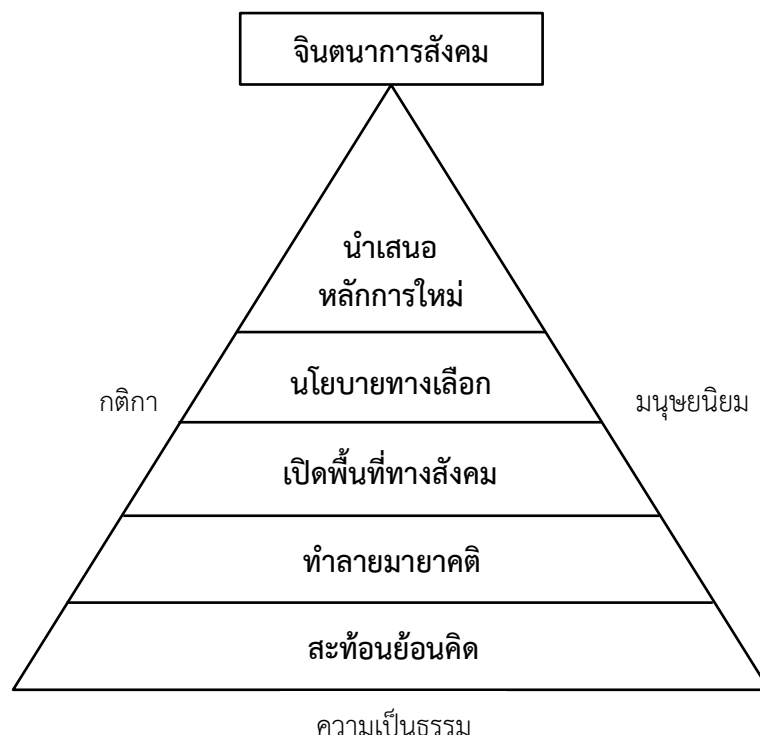 จินตนาการสังคม
นำเสนอ
หลักการใหม่
นโยบายทางเลือก
กติกา
มนุษยนิยม
เปิดพื้นที่ทางสังคม
ทำลายมายาคติ
สะท้อนย้อนคิด
ความเป็นธรรม